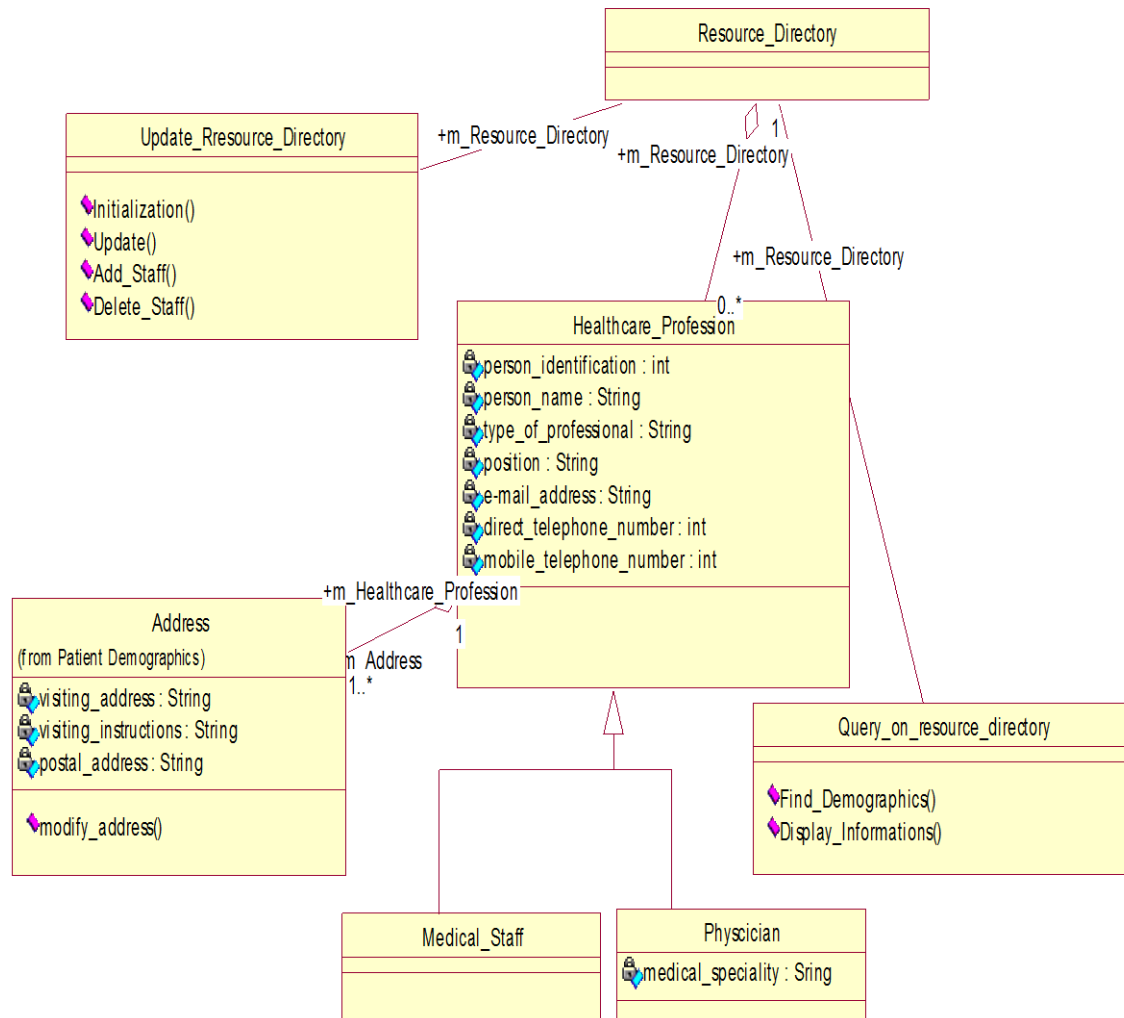 Resource_Directory
+m_Resource_Directory
1
+m_Resource_Directory
+m_Resource_Directory
Update_Rresource_Directory
Initialization()
Update()
Add_Staff()
Delete_Staff()
0..*
Healthcare_Profession
person_identification : int
person_name : String
type_of_professional : String
position : String
e-mail_address : String
direct_telephone_number : int
mobile_telephone_number : int
+m_Healthcare_Profession
1
m_Address
1..*
Address
(from Patient Demographics)
visiting_address : String
visiting_instructions : String
postal_address : String
modify_address()
Query_on_resource_directory
Find_Demographics()
Display_Informations()
Medical_Staff
Physcician
medical_speciality : Sring